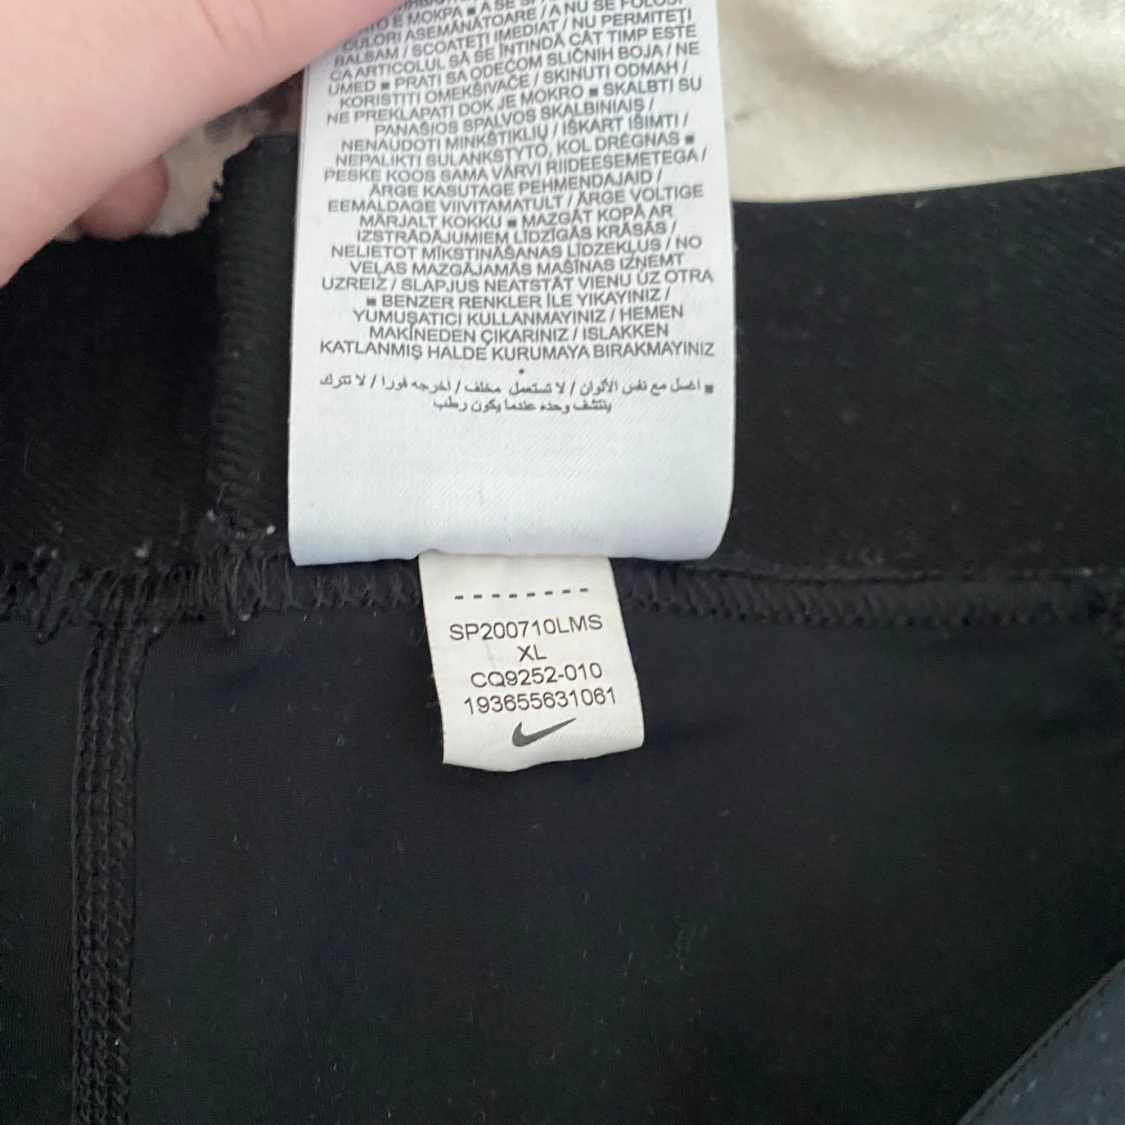 E MOKPA ■ A SE
CULORI ASEMĂNĂTOARE / A NU SE FOLOSI
BALSAM / SCOATEȚI IMEDIAT / NU PERMITEȚI
CA ARTICOLUL SĂ SE ÎNTINDĂ CÂT TIMP ESTE
UMED ■ PRATI SA ODEĆOM SLIČNIH BOJA / NE
KORISTITI OMEKŠIVAČE / SKINUTI ODMAH /
NE PREKLAPATI DOK JE MOKRO ■ SKALBTI SU
PANAŠIOS SPALVOS SKALBINIAIS /
NENAUDOTI MINKŠTIKLIŲ / IŠKART IŠIMTI /
NEPALIKTI SULANKSTYTO, KOL DRĖGNAS ■
PESKE KOOS SAMA VÄRVI RIIDEESEMETEGA /
ÄRGE KASUTAGE PEHMENDAJAID /
EEMALDAGE VIIVITAMATULT / ÄRGE VOLTIGE
MÄRJALT KOKKU ■ MAZGĀT KOPĀ AR
IZSTRĀDĀJUMIEM LĪDZĪGĀS KRĀSĀS /
NELIETOT MĪKSTINĀŠANAS LĪDZEKĻUS / NO
VEĻAS MAZGĀJAMĀS MAŠĪNAS IZŅEMT
UZREIZ / SLAPJUS NEATSTĀT VIENU UZ OTRA
■ BENZER RENKLER İLE YIKAYINIZ /
YUMUŞATICI KULLANMAYINIZ / HEMEN
MAKİNEDEN ÇIKARINIZ / ISLAKKEN
KATLANMIŞ HALDE KURUMAYA BIRAKMAYINIZ
■ اغسل مع نفس الألوان / لا تستعمل مخلف / أخرجه فورا / لا تترك
ينتشف وحده عندما يكون رطب
SP200710LMS
XL
CQ9252-010
193655631061